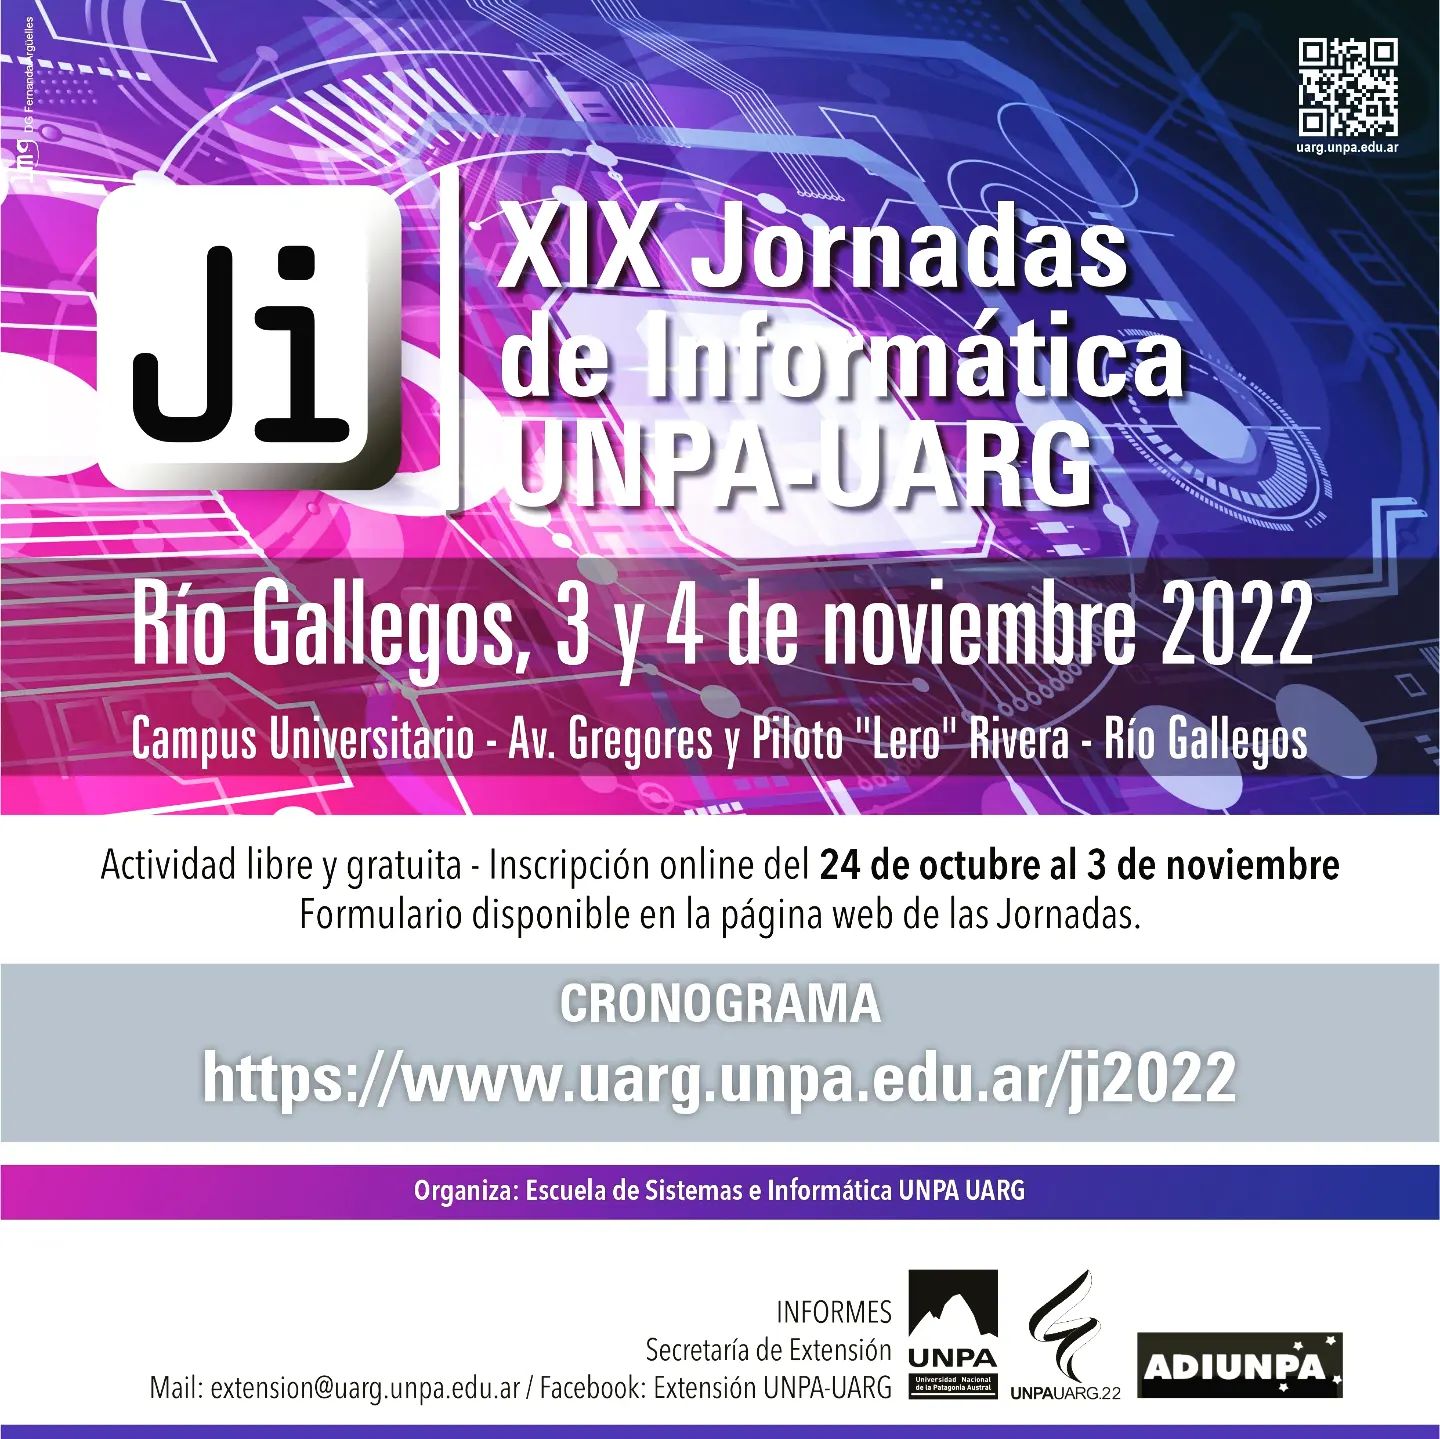 DG Fernanda Argüelles
uarg.unpa.edu.ar
Ji
XIX Jornadas
de Informática
UNPA-UARG
Río Gallegos, 3 y 4 de noviembre 2022
Campus Universitario - Av. Gregores y Piloto "Lero" Rivera - Río Gallegos
Actividad libre y gratuita - Inscripción online del 24 de octubre al 3 de noviembre
Formulario disponible en la página web de las Jornadas.
CRONOGRAMA
https://www.uarg.unpa.edu.ar/ji2022
Organiza: Escuela de Sistemas e Informática UNPA UARG
INFORMES
Secretaría de Extensión
Mail: extension@uarg.unpa.edu.ar / Facebook: Extensión UNPA-UARG
UNPA
Universidad Nacional
de la Patagonia Austral
UNPAUARG.22
ADIUNPA